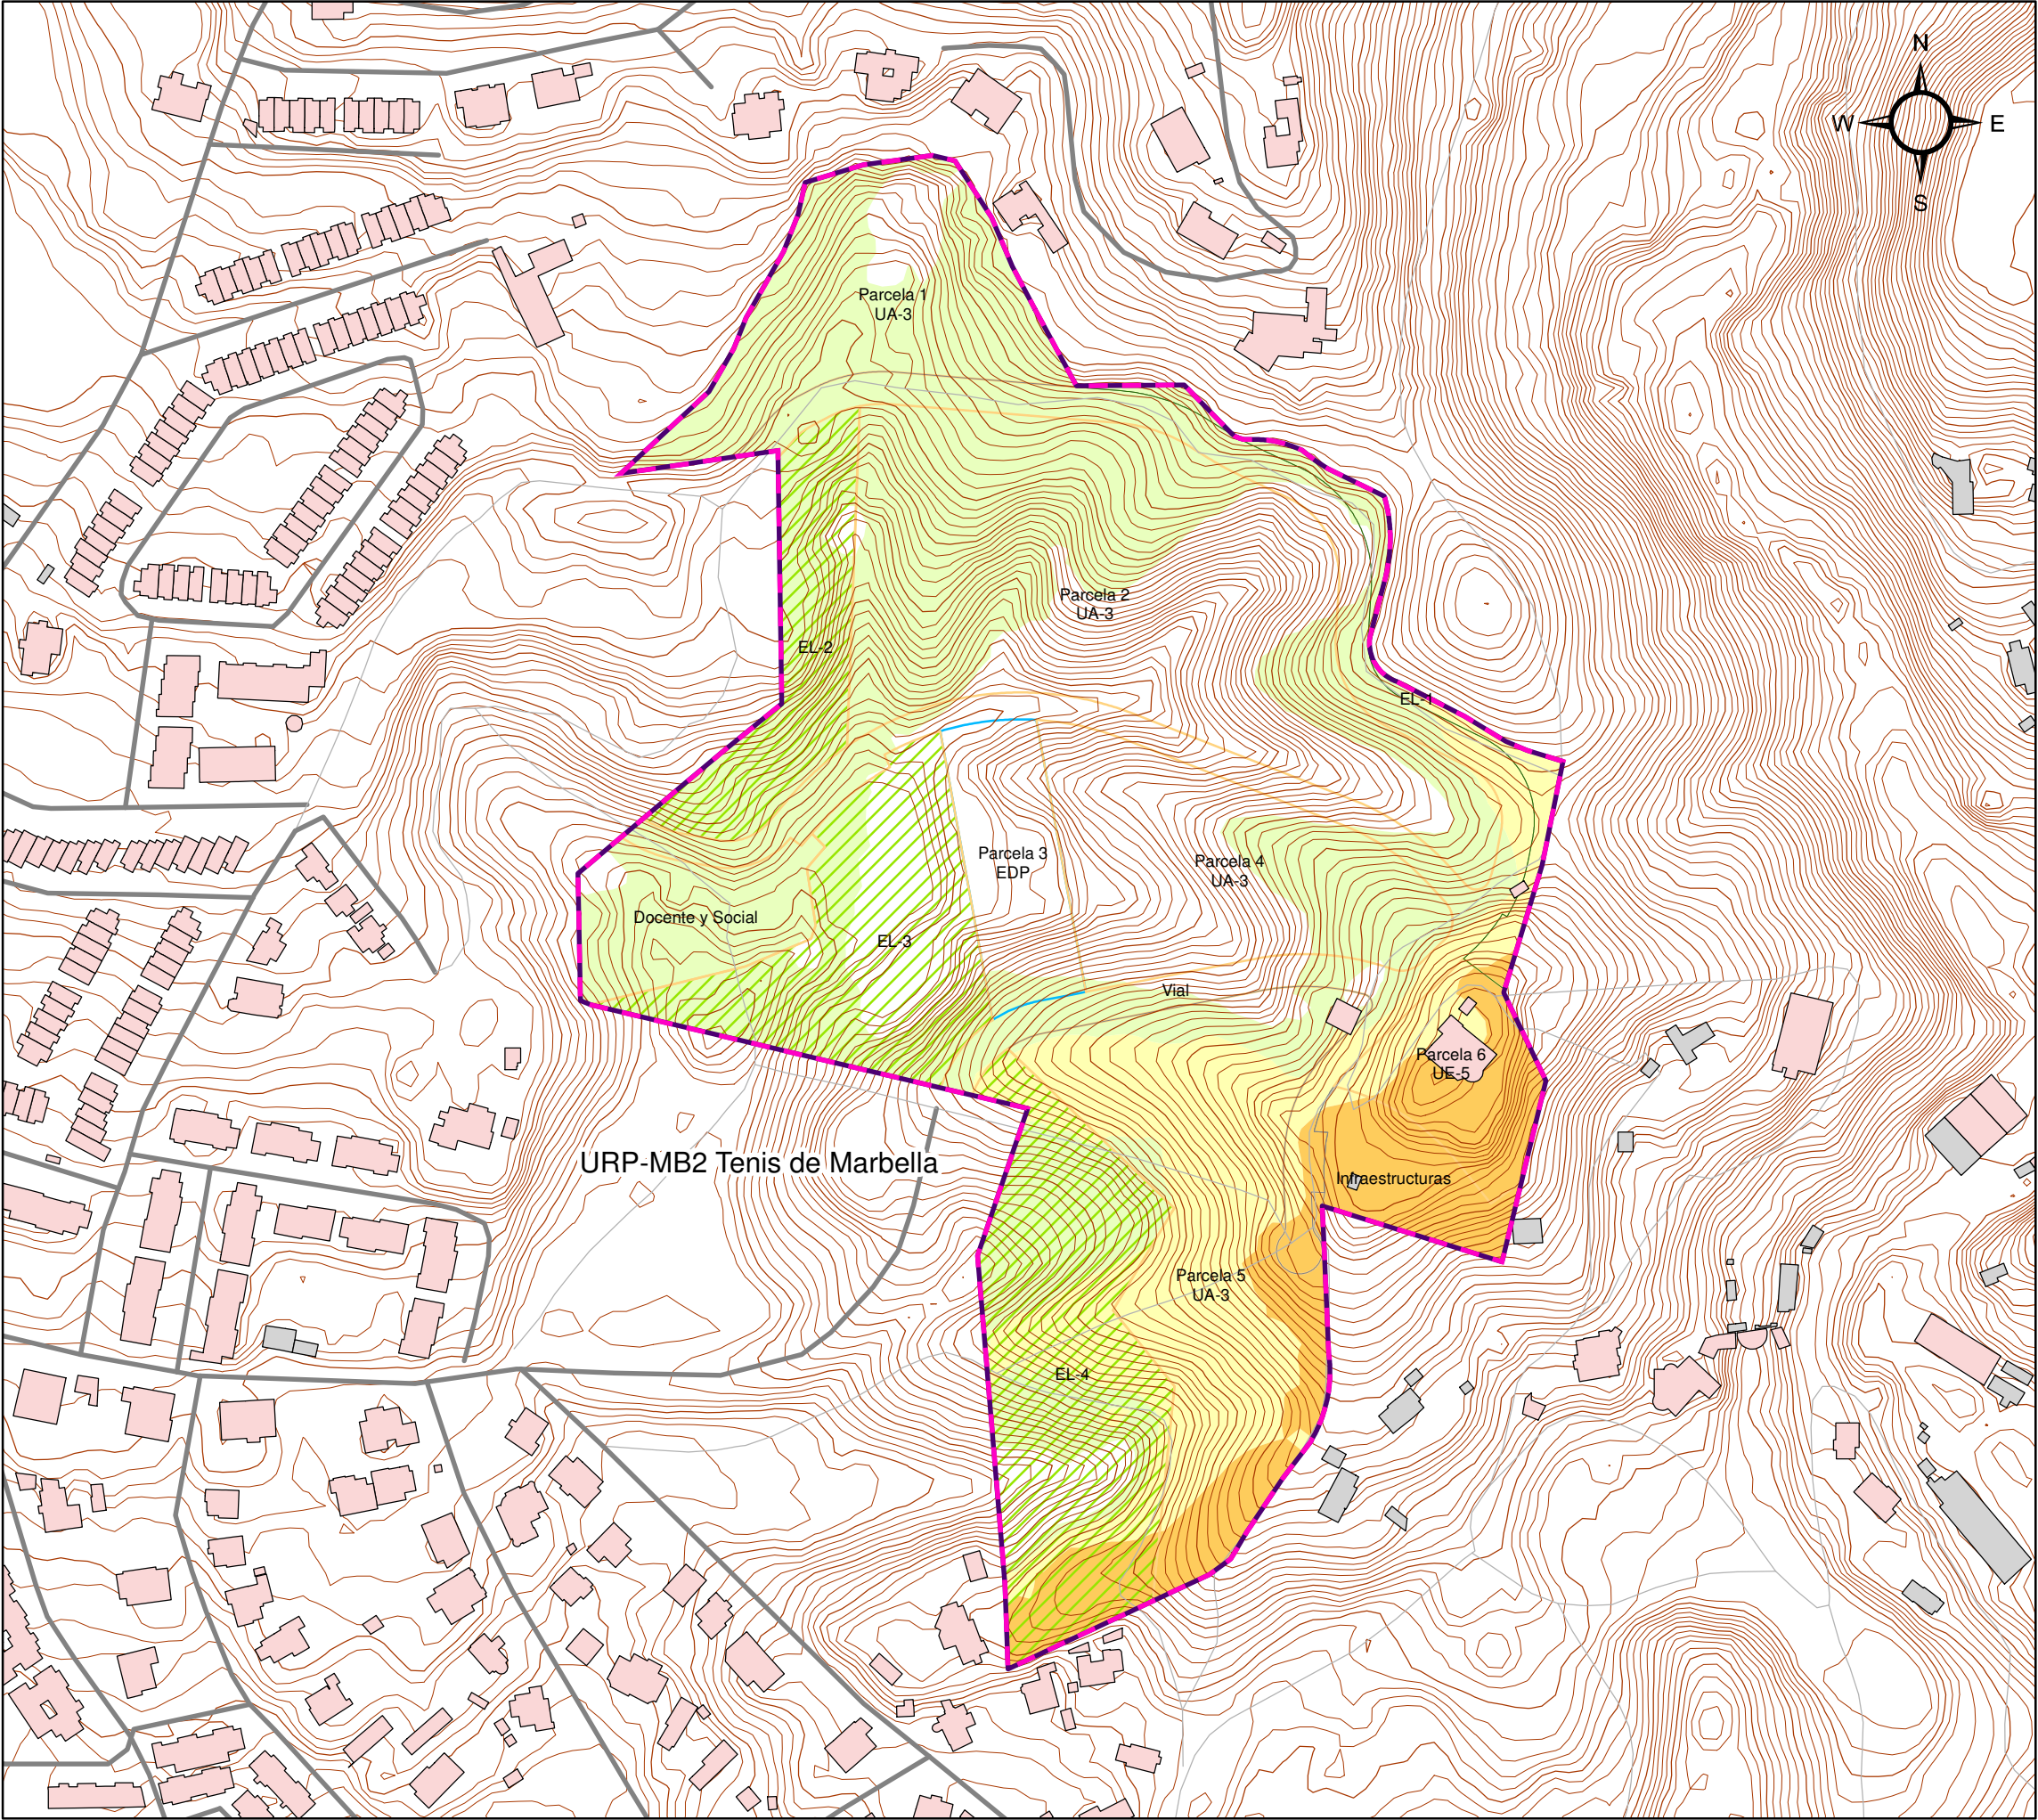 N
W
E
S
Parcela 1
UA-3
Parcela 2
UA-3
EL-2
EL-1
Parcela 3
EDP
Parcela 4
UA-3
Docente y Social
EL-3
Vial
Parcela 6
UE-5
URP-MB2 Tenis de Marbella
Infraestructuras
Parcela 5
UA-3
EL-4